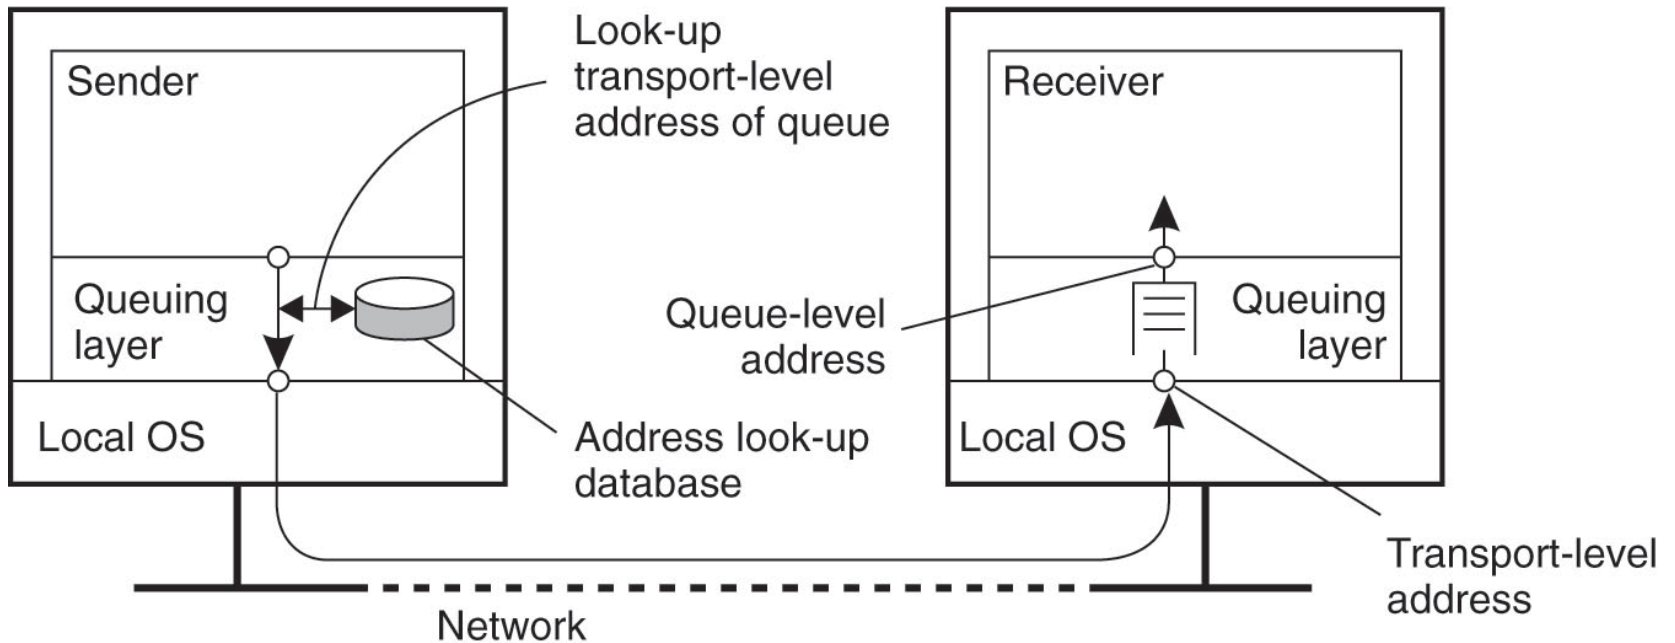 Sender
Look-up
transport-level
address of queue
Receiver
Queuing
layer
Queue-level
address
Queuing
layer
Local OS
Address look-up
database
Local OS
Transport-level
address
Network